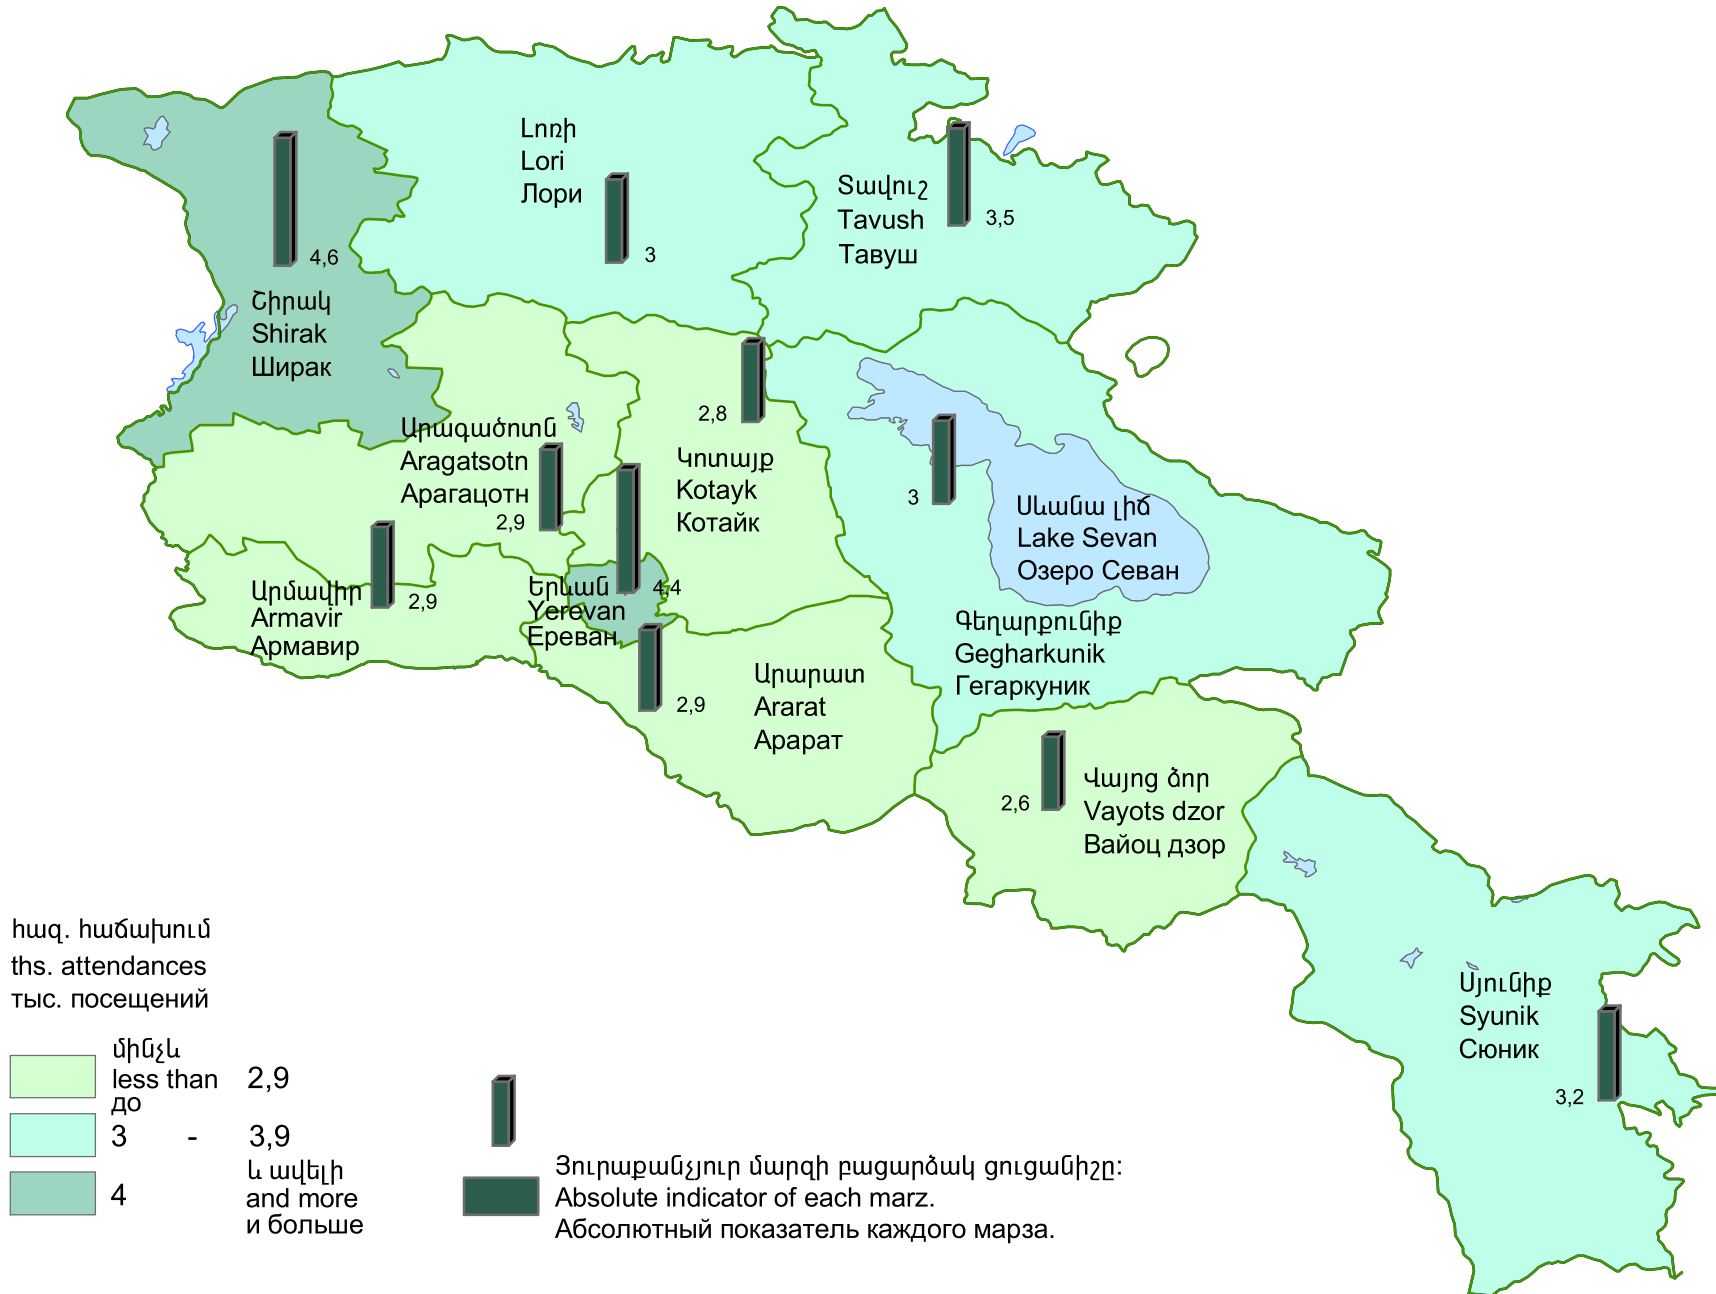 Լոռի
Lori
Лори
3
Տավուշ
Tavush
Тавуш
3,5
4,6
Շիրակ
Shirak
Ширак
2,8
Կոտայք
Kotayk
Котайк
Արագածոտն
Aragatsotn
Арагацотн
2,9
3
Սևանա լիճ
Lake Sevan
Озеро Севан
Արմավիր
Armavir
Армавир
2,9
Երևան
Yerevan
Ереван
4,4
Գեղարքունիք
Gegharkunik
Гегаркуник
Արարատ
Ararat
Арарат
2,9
2,6
Վայոց ձոր
Vayots dzor
Вайоц дзор
Սյունիք
Syunik
Сюник
3,2
հազ. հաճախում
ths. attendances
тыс. посещений
մինչև
less than 2,9
до
3 - 3,9
և ավելի
4 and more
и больше
Յուրաքանչյուր մարզի բացարձակ ցուցանիշը:
Absolute indicator of each marz.
Абсолютный показатель каждого марза.